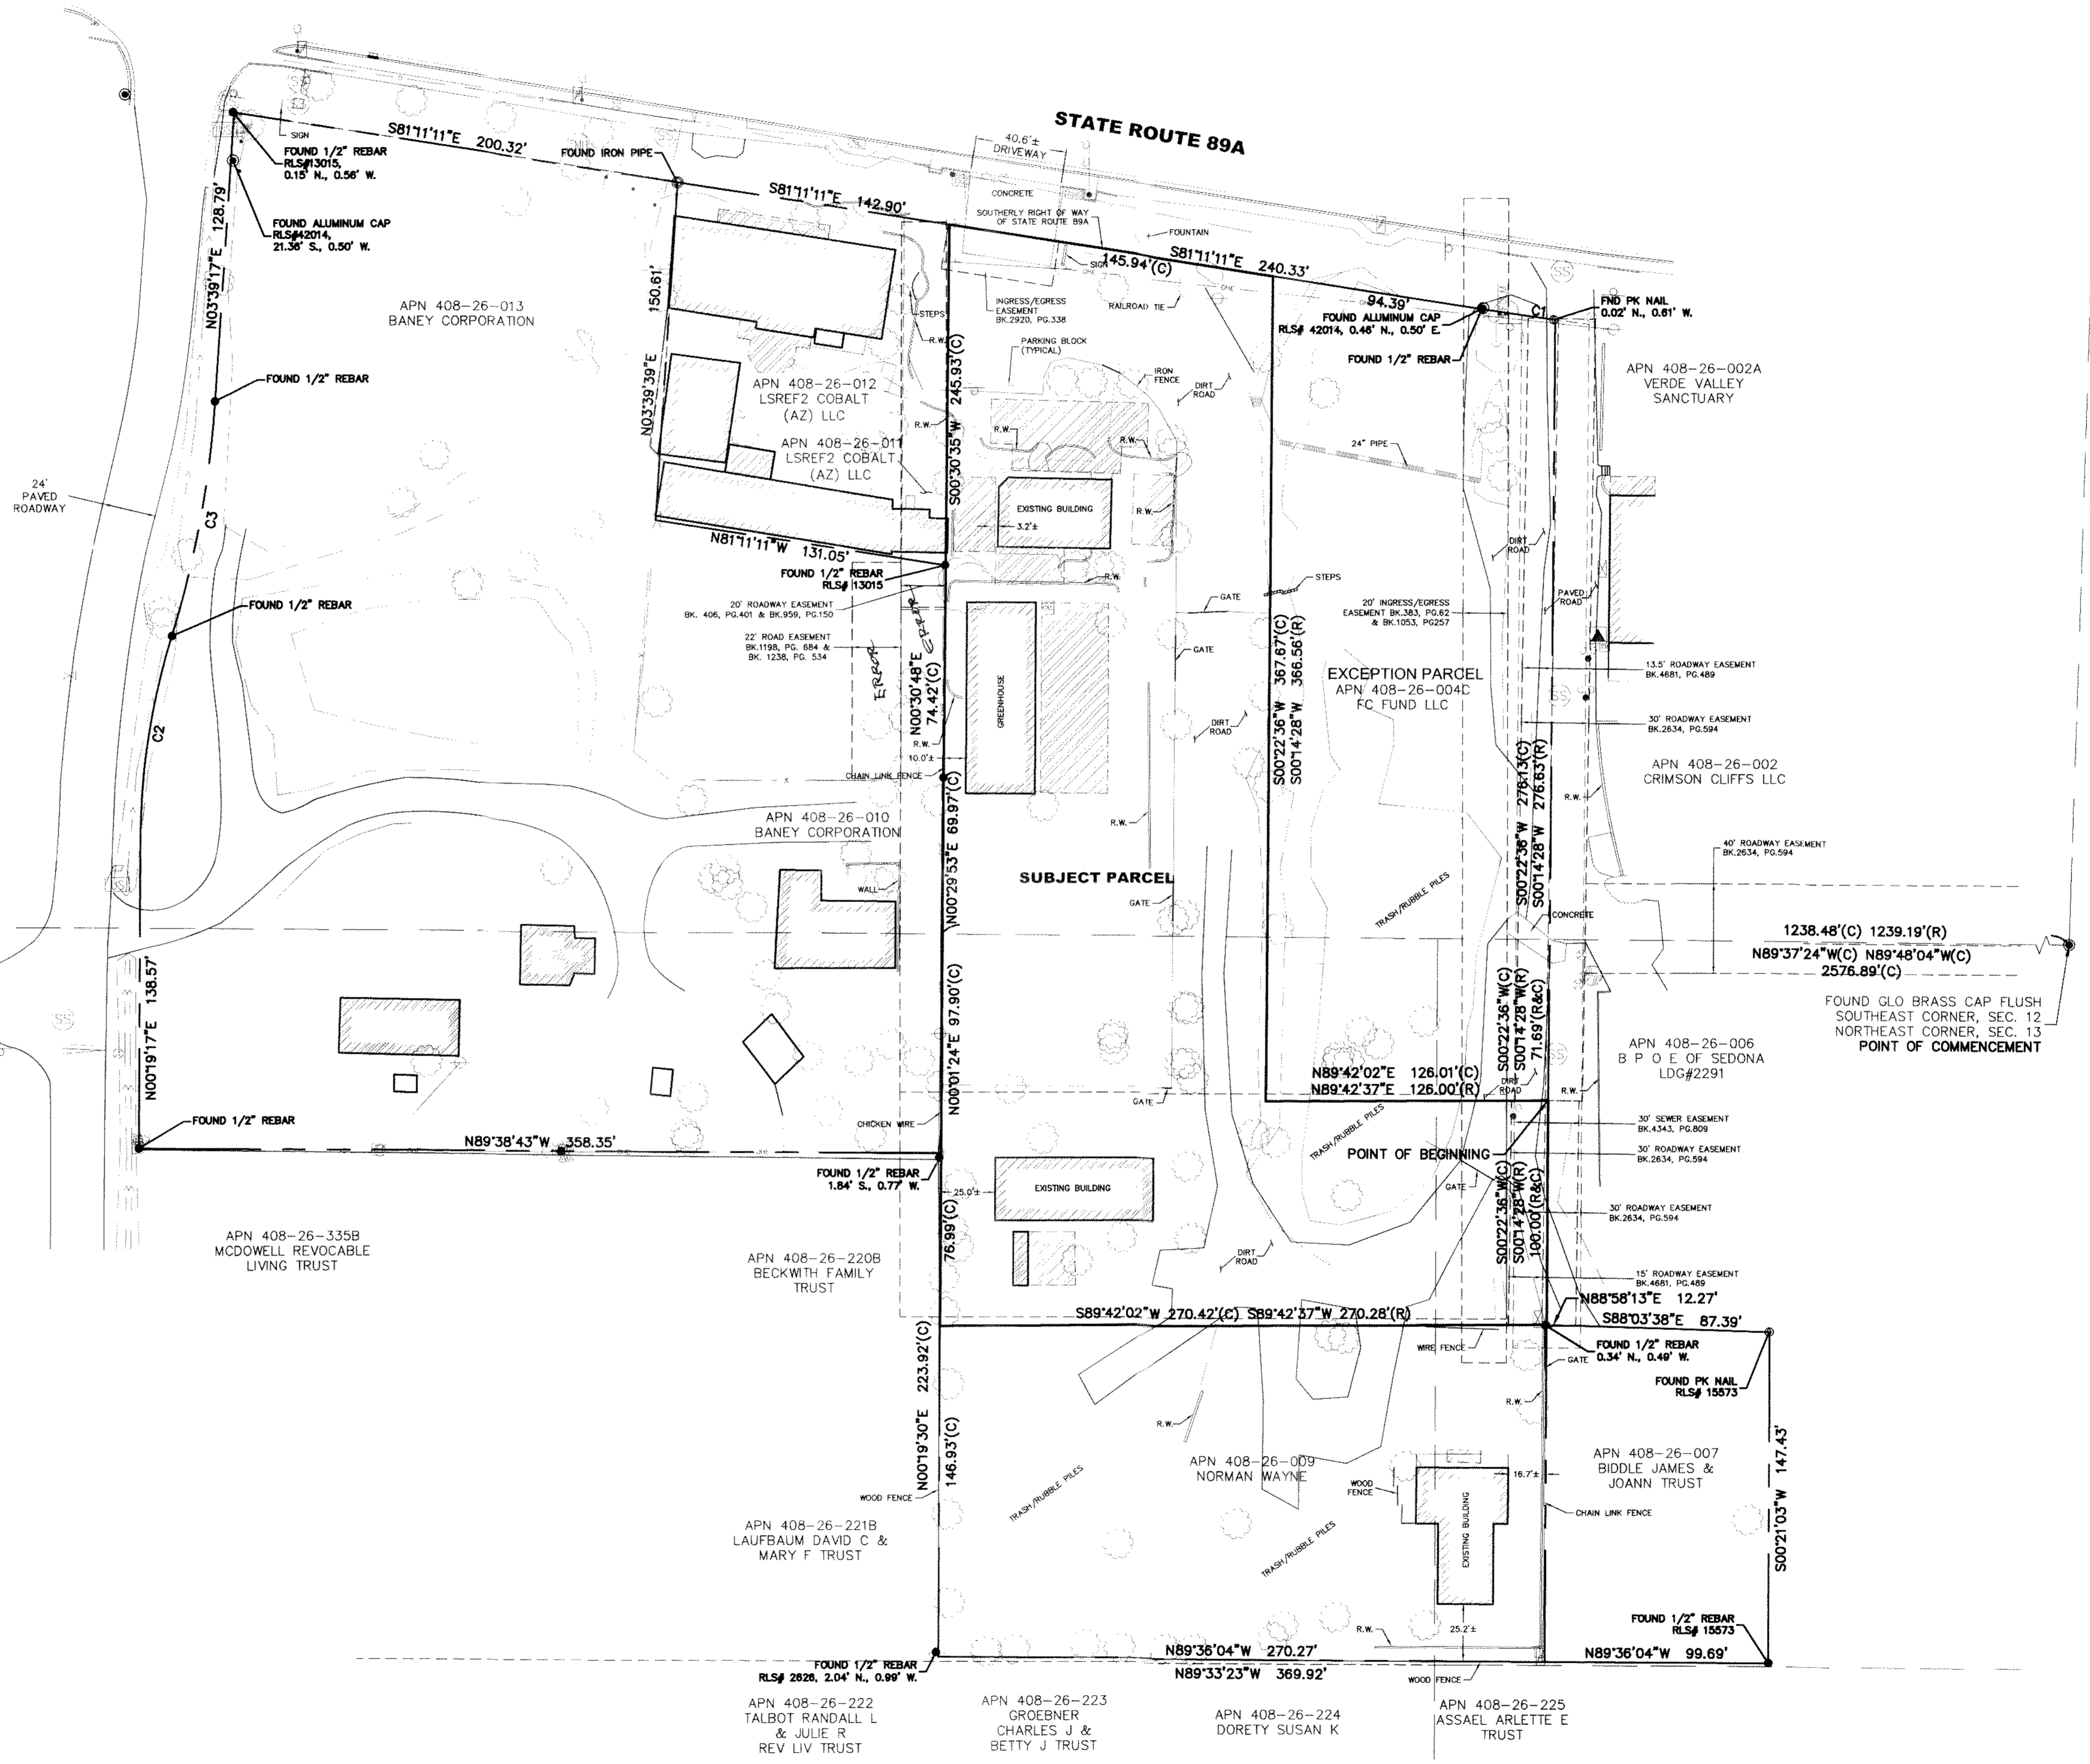 STATE ROUTE 89A
40.6'±
DRIVEWAY
CONCRETE
SOUTHERLY RIGHT OF WAY
OF STATE ROUTE 89A
FOUNTAIN
SIGN
S81°11'11"E 200.32'
FOUND 1/2" REBAR
RLS#13015,
0.15' N., 0.56' W.
FOUND IRON PIPE
S81°11'11"E 142.90'
SIGN
145.94'(C)
S81°11'11"E 240.33'
FOUND ALUMINUM CAP
RLS#42014,
21.36' S., 0.50' W.
N03°39'17"E 128.79'
150.61'
N03°39'39"E
STEPS
R.W.
INGRESS/EGRESS
EASEMENT
BK.2920, PG.338
RAILROAD TIE
94.39'
FOUND ALUMINUM CAP
RLS# 42014, 0.46' N., 0.50' E.
FOUND 1/2" REBAR
C1
FND PK NAIL
0.02' N., 0.61' W.
APN 408-26-013
BANEY CORPORATION
PARKING BLOCK
(TYPICAL)
IRON
FENCE
DIRT
ROAD
APN 408-26-002A
VERDE VALLEY
SANCTUARY
FOUND 1/2" REBAR
APN 408-26-012
LSREF2 COBALT
(AZ) LLC
APN 408-26-011
LSREF2 COBALT
(AZ) LLC
S00°30'35"W 245.93'(C)
R.W.
R.W.
R.W.
24" PIPE
24'
PAVED
ROADWAY
C3
EXISTING BUILDING
3.2'±
R.W.
N81°11'11"W 131.05'
FOUND 1/2" REBAR
RLS# 13015
R.W.
DIRT
ROAD
STEPS
FOUND 1/2" REBAR
20' ROADWAY EASEMENT
BK. 406, PG.401 & BK.959, PG.150
22' ROAD EASEMENT
BK.1198, PG. 684 &
BK. 1238, PG. 534
ERROR
ERROR
GATE
20' INGRESS/EGRESS
EASEMENT BK.383, PG.62
& BK.1053, PG257
PAVED
ROAD
N00°30'48"E
74.42'(C)
GREENHOUSE
GATE
S00°22'36"W 367.67'(C)
S00°14'28"W 366.56'(R)
EXCEPTION PARCEL
APN 408-26-004C
FC FUND LLC
13.5' ROADWAY EASEMENT
BK.4681, PG.489
C2
DIRT
ROAD
30' ROADWAY EASEMENT
BK.2634, PG.594
R.W.
10.0'±
CHAIN LINK FENCE
APN 408-26-002
CRIMSON CLIFFS LLC
S00°22'36"W 276.13'(C)
S00°14'28"W 276.63'(R)
R.W.
APN 408-26-010
BANEY CORPORATION
R.W.
N00°29'53"E 69.97'(C)
40' ROADWAY EASEMENT
BK.2634, PG.594
WALL
SUBJECT PARCEL
GATE
TRASH/RUBBLE PILES
CONCRETE
1238.48'(C) 1239.19'(R)
N89°37'24"W(C) N89°48'04"W(C)
2576.89'(C)
N00°19'17"E 138.57'
N00°01'24"E 97.90'(C)
S00°22'36"W(C)
S00°14'28"W(R)
71.69'(R&C)
FOUND GLO BRASS CAP FLUSH
SOUTHEAST CORNER, SEC. 12
NORTHEAST CORNER, SEC. 13
POINT OF COMMENCEMENT
APN 408-26-006
B P O E OF SEDONA
LDG#2291
N89°42'02"E 126.01'(C)
N89°42'37"E 126.00'(R)
DIRT
ROAD
R.W.
GATE
FOUND 1/2" REBAR
CHICKEN WIRE
N89°38'43"W 358.35'
TRASH/RUBBLE PILES
30' SEWER EASEMENT
BK.4343, PG.809
POINT OF BEGINNING
30' ROADWAY EASEMENT
BK.2634, PG.594
FOUND 1/2" REBAR
1.84' S., 0.77' W.
25.0'±
EXISTING BUILDING
GATE
30' ROADWAY EASEMENT
BK.2634, PG.594
S00°22'36"W(C)
S00°14'28"W(R)
100.00'(R&C)
APN 408-26-335B
MCDOWELL REVOCABLE
LIVING TRUST
APN 408-26-220B
BECKWITH FAMILY
TRUST
76.99'(C)
DIRT
ROAD
15' ROADWAY EASEMENT
BK.4681, PG.489
N88°58'13"E 12.27'
S89°42'02"W 270.42'(C) S89°42'37"W 270.28'(R)
S88°03'38"E 87.39'
WIRE FENCE
FOUND 1/2" REBAR
0.34' N., 0.49' W.
GATE
FOUND PK NAIL
RLS# 15573
N00°19'30"E 223.92'(C)
146.93'(C)
R.W.
R.W.
APN 408-26-009
NORMAN WAYNE
APN 408-26-007
BIDDLE JAMES &
JOANN TRUST
S00°21'03"W 147.43'
WOOD FENCE
TRASH/RUBBLE PILES
WOOD
FENCE
16.7'±
CHAIN LINK FENCE
EXISTING BUILDING
APN 408-26-221B
LAUFBAUM DAVID C &
MARY F TRUST
TRASH/RUBBLE PILES
FOUND 1/2" REBAR
RLS# 15573
R.W.
25.2'±
N89°36'04"W 270.27'
N89°36'04"W 99.69'
FOUND 1/2" REBAR
RLS# 2626, 2.04' N., 0.99' W.
N89°33'23"W 369.92'
WOOD FENCE
APN 408-26-222
TALBOT RANDALL L
& JULIE R
REV LIV TRUST
APN 408-26-223
GROEBNER
CHARLES J &
BETTY J TRUST
APN 408-26-224
DORETY SUSAN K
APN 408-26-225
ASSAEL ARLETTE E
TRUST